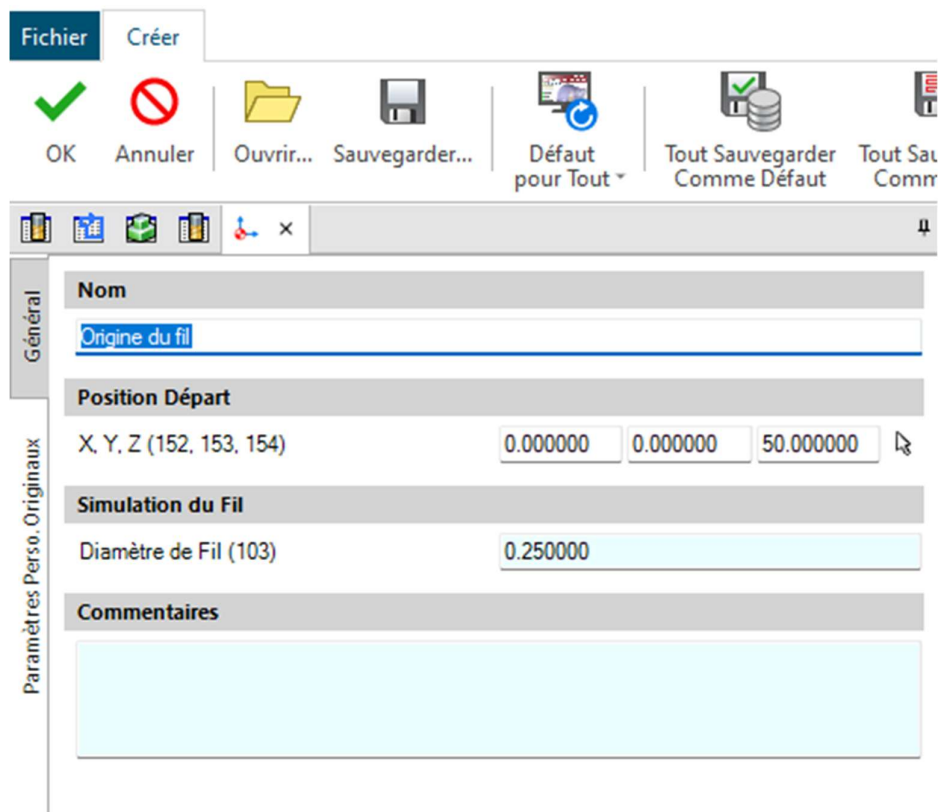 Fichier Créer
OK Annuler Ouvrir... Sauvegarder... Défaut pour Tout Tout Sauvegarder Comme Défaut
Général
Nom
Origine du fil
Position Départ
X, Y, Z (152, 153, 154) 0.000000 0.000000 50.000000
Paramètres Perso. Originaux
Simulation du Fil
Diamètre de Fil (103) 0.250000
Commentaires